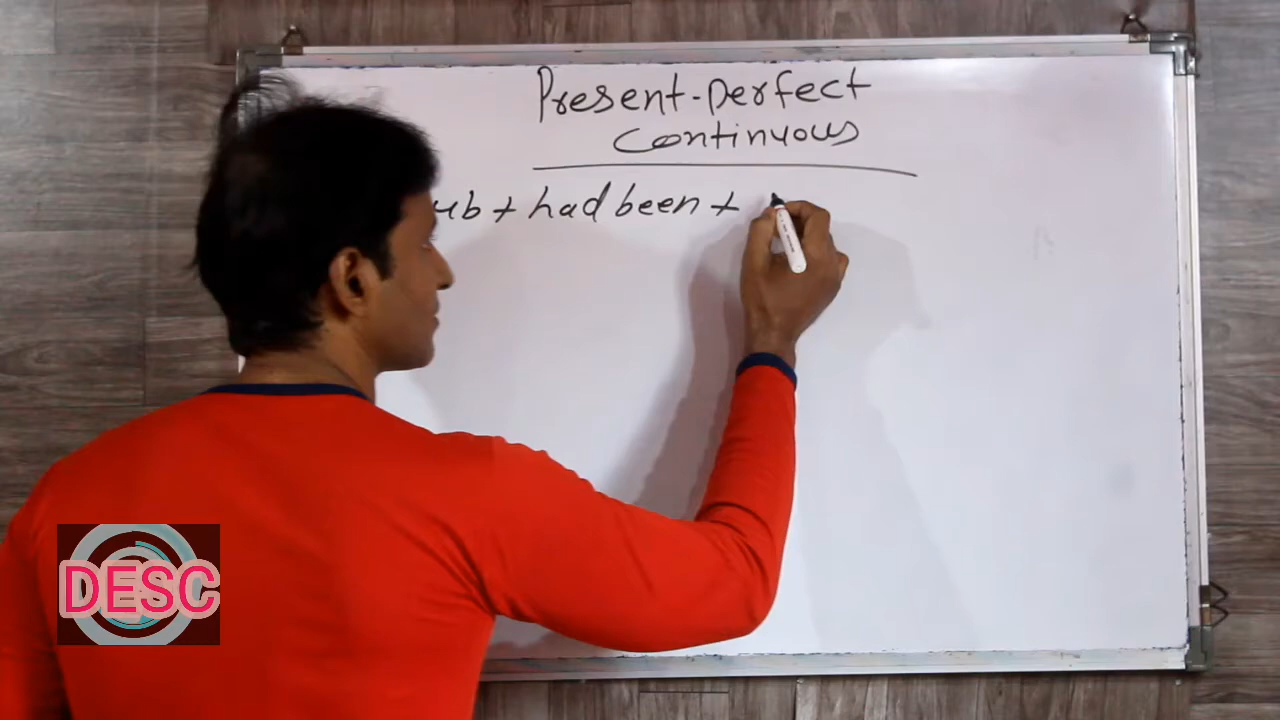 Present-perfect
continuous
ub + had been +
DESC